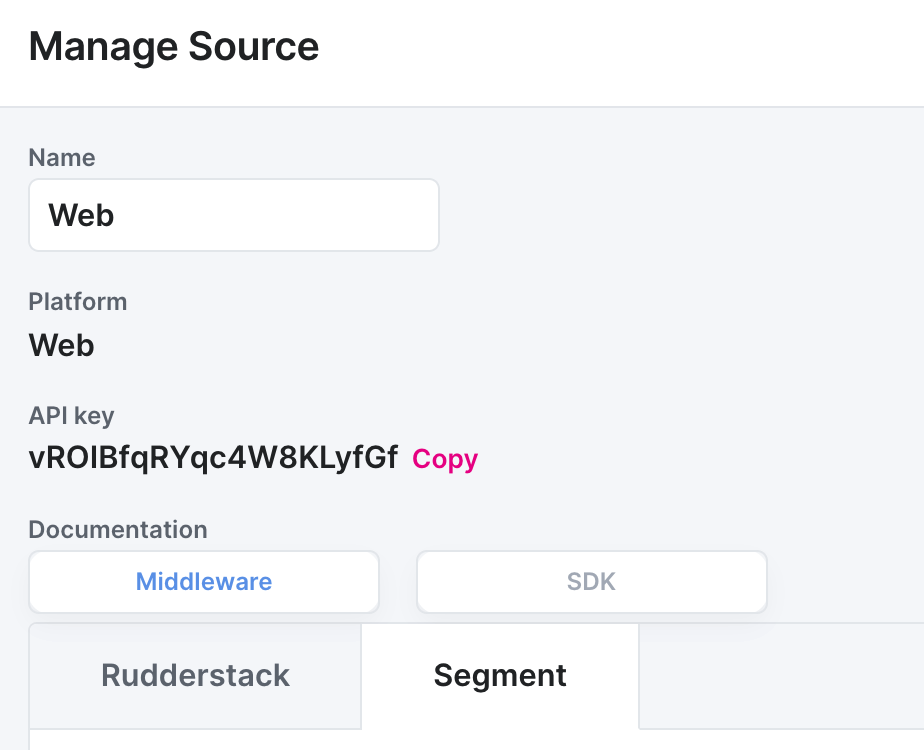 Manage Source
Name
Web
Platform
Web
API key
vROIBfqRYqc4W8KLyfGf Copy
Documentation
Middleware SDK
Rudderstack Segment